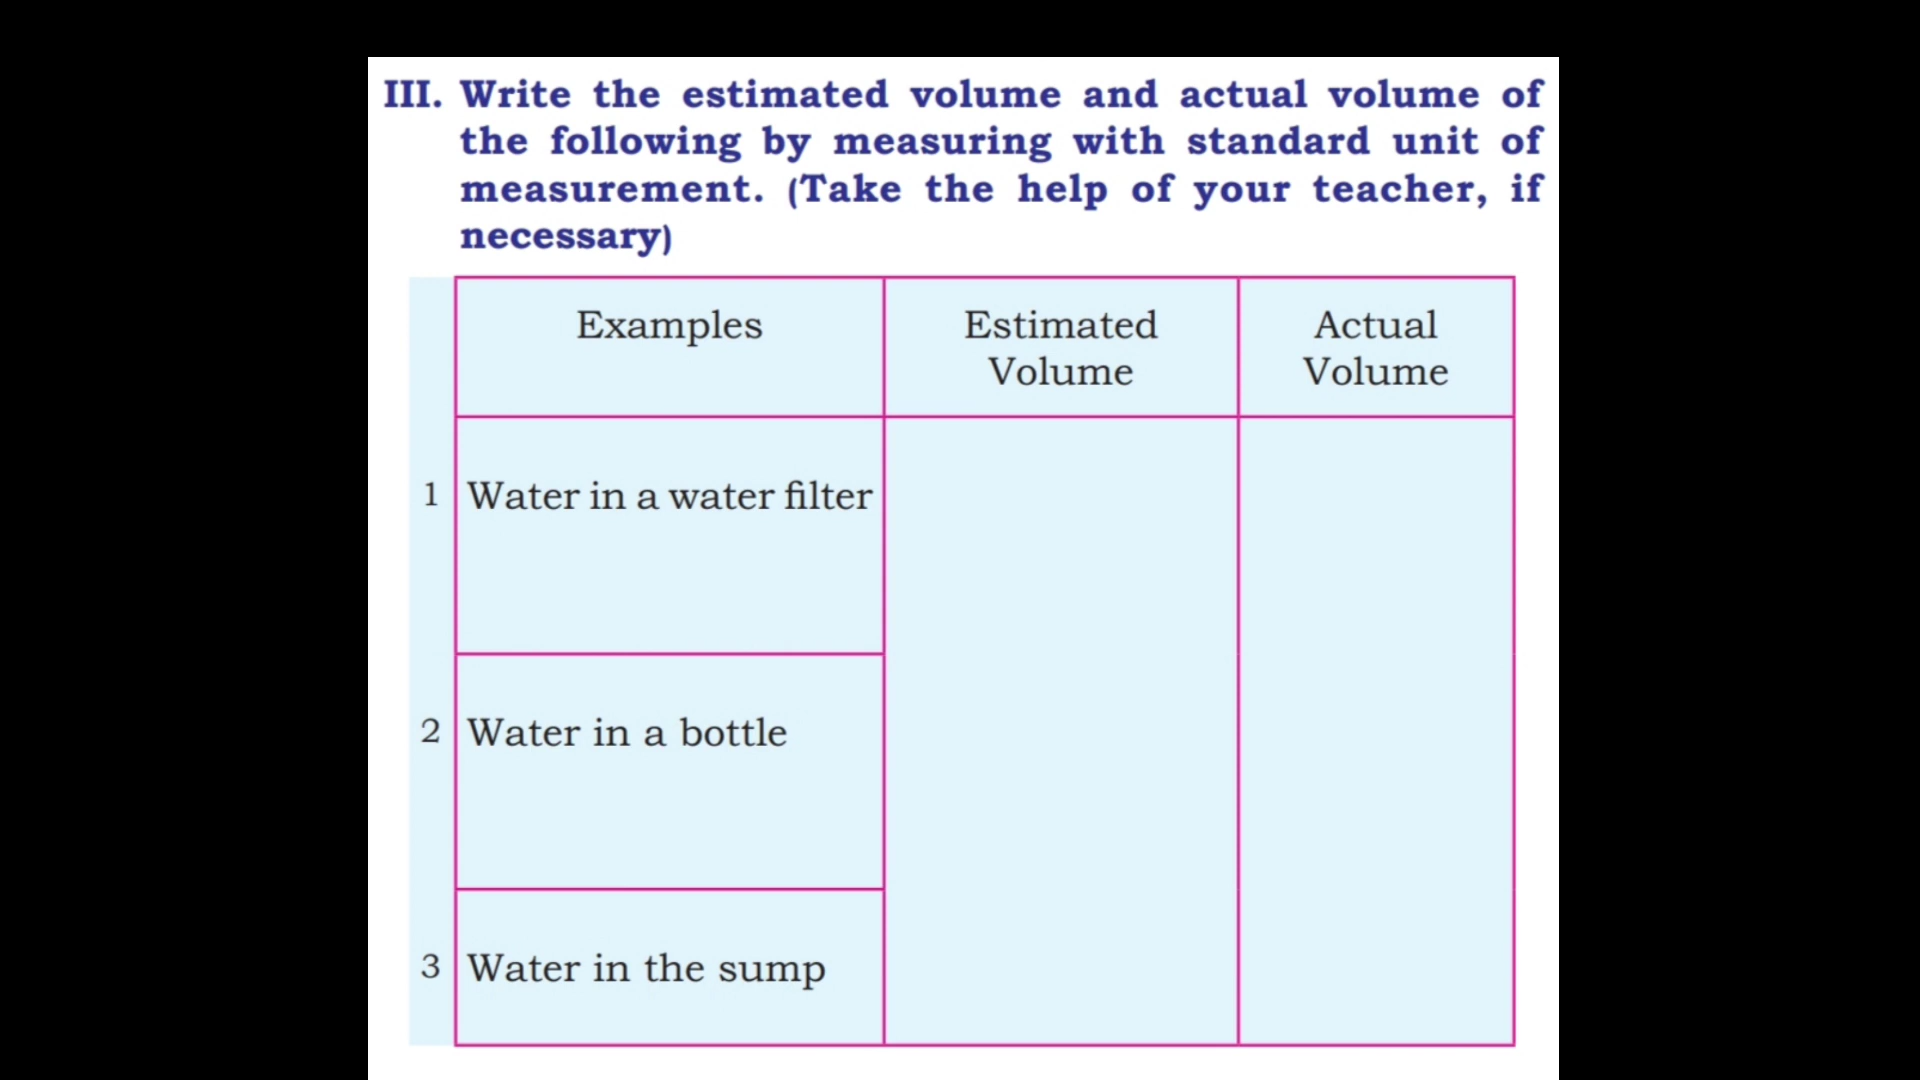 III. Write the estimated volume and actual volume of
the following by measuring with standard unit of
measurement. (Take the help of your teacher, if
necessary)
Examples
Estimated
Volume
Actual
Volume
1 Water in a water filter
2 Water in a bottle
3 Water in the sump